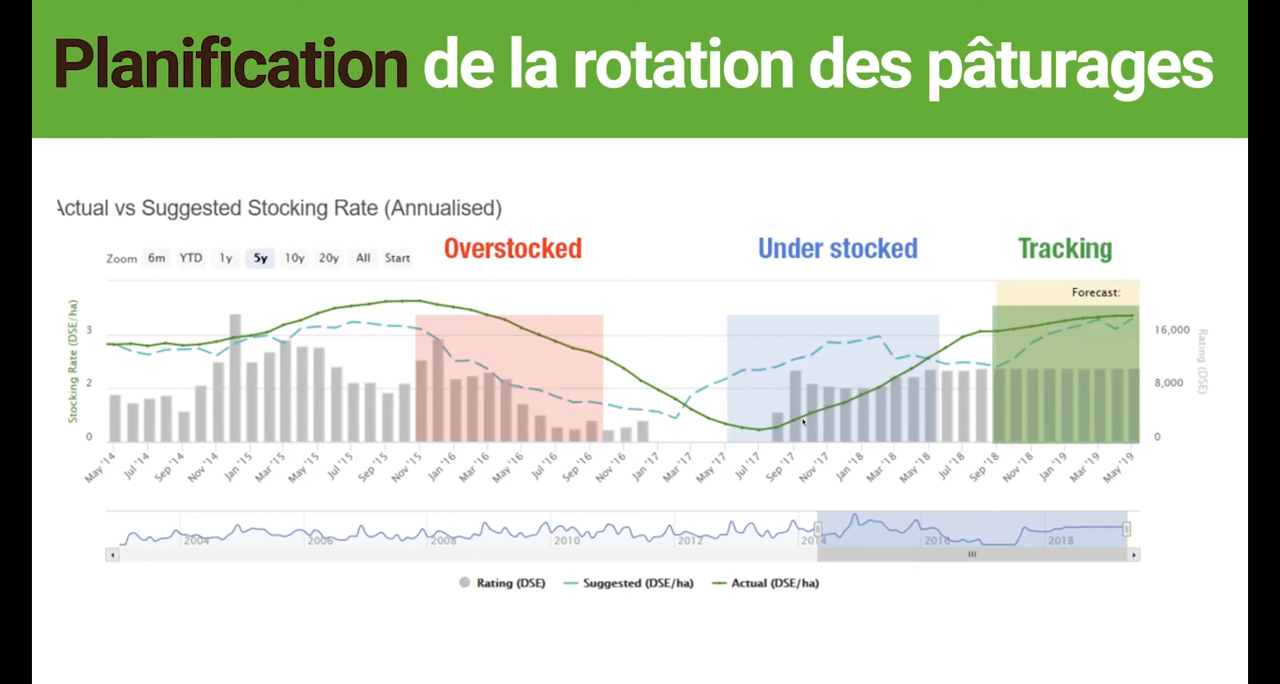 Planification de la rotation des pâturages
Actual vs Suggested Stocking Rate (Annualised)
Zoom 6m YTD 1y 5y 10y 20y All Start
Overstocked
Under stocked
Tracking
Forecast:
Stocking Rate (DSE/ha)
3
2
0
16,000
8,000
0
Rating (DSE)
May '14 Jul '14 Sep '14 Nov '14 Jan '15 Mar '15 May '15 Jul '15 Sep '15 Nov '15 Jan '16 Mar '16 May '16 Jul '16 Sep '16 Nov '16 Jan '17 Mar '17 May '17 Jul '17 Sep '17 Nov '17 Jan '18 Mar '18 May '18 Jul '18 Sep '18 Nov '18 Jan '19 Mar '19 May '19
2004 2006 2008 2010 2012 2014 2016 2018
Rating (DSE) Suggested (DSE/ha) Actual (DSE/ha)